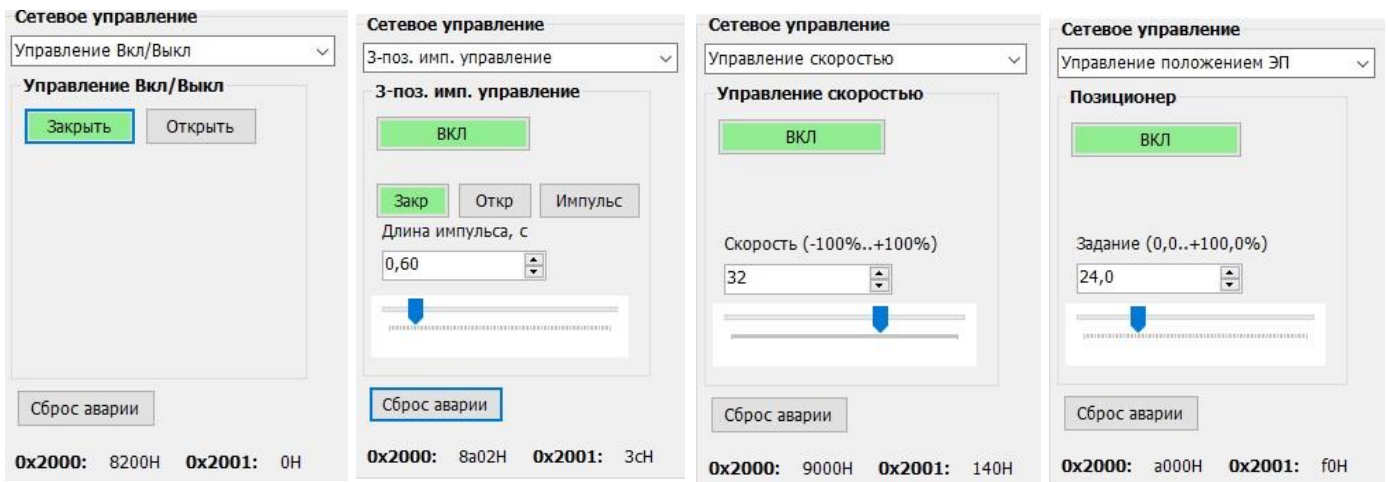 Сетевое управление
Управление Вкл/Выкл
Управление Вкл/Выкл
Закрыть Открыть
Сброс аварии
0x2000: 8200H 0x2001: 0H
Сетевое управление
3-поз. имп. управление
3-поз. имп. управление
ВКЛ
Закр Откр Импульс
Длина импульса, с
0,60
Сброс аварии
0x2000: 8a02H 0x2001: 3cH
Сетевое управление
Управление скоростью
Управление скоростью
ВКЛ
Скорость (-100%..+100%)
32
Сброс аварии
0x2000: 9000H 0x2001: 140H
Сетевое управление
Управление положением ЭП
Позиционер
ВКЛ
Задание (0,0..+100,0%)
24,0
Сброс аварии
0x2000: a000H 0x2001: f0H